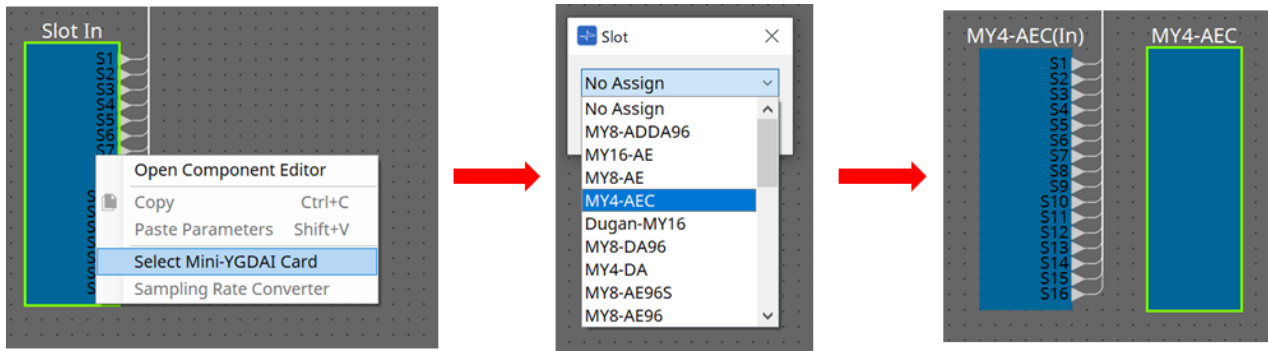 Slot In
S1
S2
S3
S4
S5
S6
S7
Open Component Editor
Copy Ctrl+C
Paste Parameters Shift+V
Select Mini-YGDAI Card
Sampling Rate Converter
Slot
No Assign
No Assign
MY8-ADDA96
MY16-AE
MY8-AE
MY4-AEC
Dugan-MY16
MY8-DA96
MY4-DA
MY8-AE96S
MY8-AE96
MY4-AEC(In)
S1
S2
S3
S4
S5
S6
S7
S8
S9
S10
S11
S12
S13
S14
S15
S16
MY4-AEC